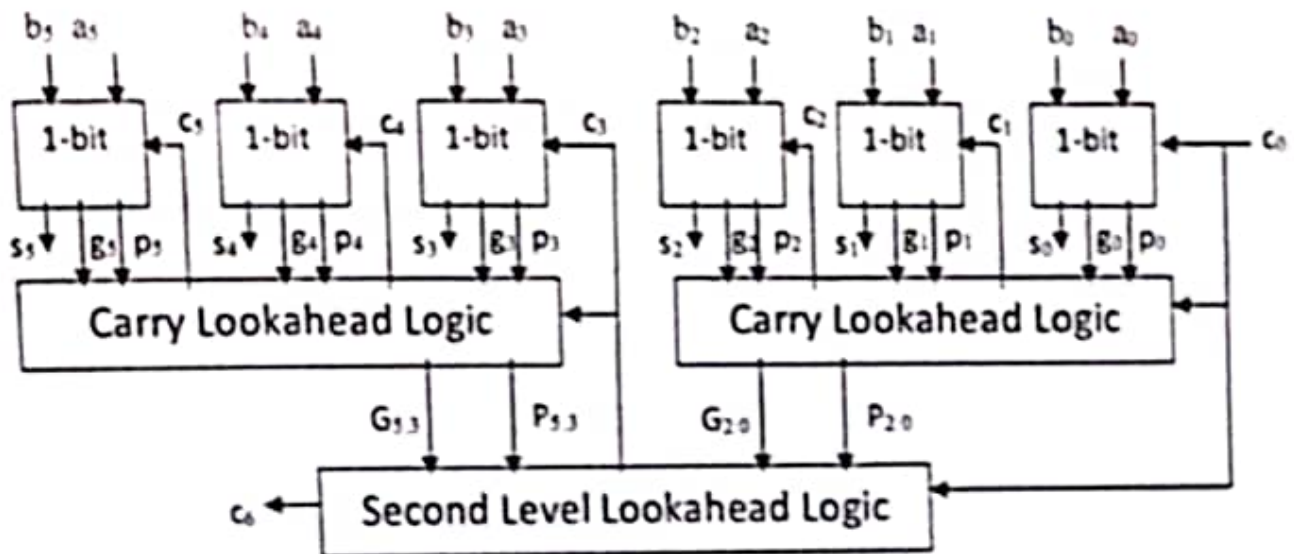 b₅ a₅ b₄ a₄ b₃ a₃ b₂ a₂ b₁ a₁ b₀ a₀
1-bit c₅ 1-bit c₄ 1-bit c₃ 1-bit c₂ 1-bit c₁ 1-bit c₀
s₅ g₅ p₅ s₄ g₄ p₄ s₃ g₃ p₃ s₂ g₂ p₂ s₁ g₁ p₁ s₀ g₀ p₀
Carry Lookahead Logic Carry Lookahead Logic
G₅.₃ P₅.₃ G₂.₀ P₂.₀
c₆ Second Level Lookahead Logic